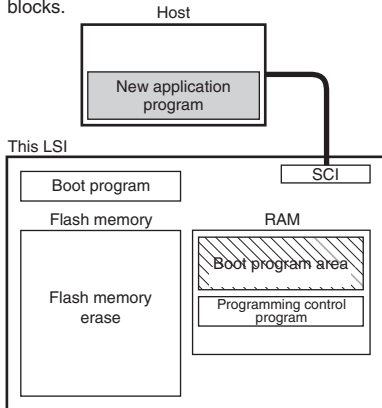 blocks.
Host
New application
program
This LSI
SCI
Boot program
Flash memory
RAM
Boot program area
Flash memory
erase
Programming control
program